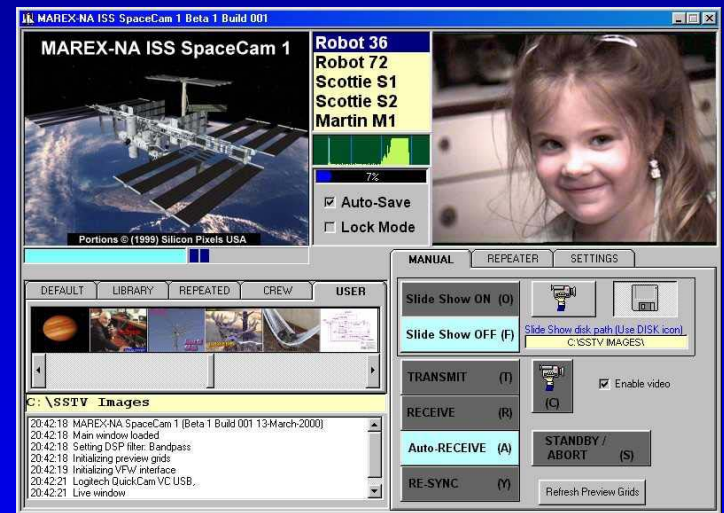 MAREX-NA ISS SpaceCam 1 Beta 1 Build 001
MAREX-NA ISS SpaceCam 1
Portions © (1999) Silicon Pixels USA
Robot 36
Robot 72
Scottie S1
Scottie S2
Martin M1
7%
Auto-Save
Lock Mode
DEFAULT LIBRARY REPEATED CREW USER
C:\SSTV Images
20:42:18 MAREX-NA SpaceCam 1 (Beta 1 Build 001 13-March-2000)
20:42:18 Main window loaded
20:42:18 Setting DSP filter: Bandpass
20:42:18 Initializing preview grids
20:42:19 Initializing VFW interface
20:42:21 Logitech QuickCam VC USB,
20:42:21 Live window
MANUAL REPEATER SETTINGS
Slide Show ON (O)
Slide Show OFF (F)
Slide Show disk path (Use DISK icon)
C:\SSTV IMAGES\
TRANSMIT (T)
RECEIVE (R)
Auto-RECEIVE (A)
RE-SYNC (Y)
(C)
Enable video
STANDBY /
ABORT (S)
Refresh Preview Grids